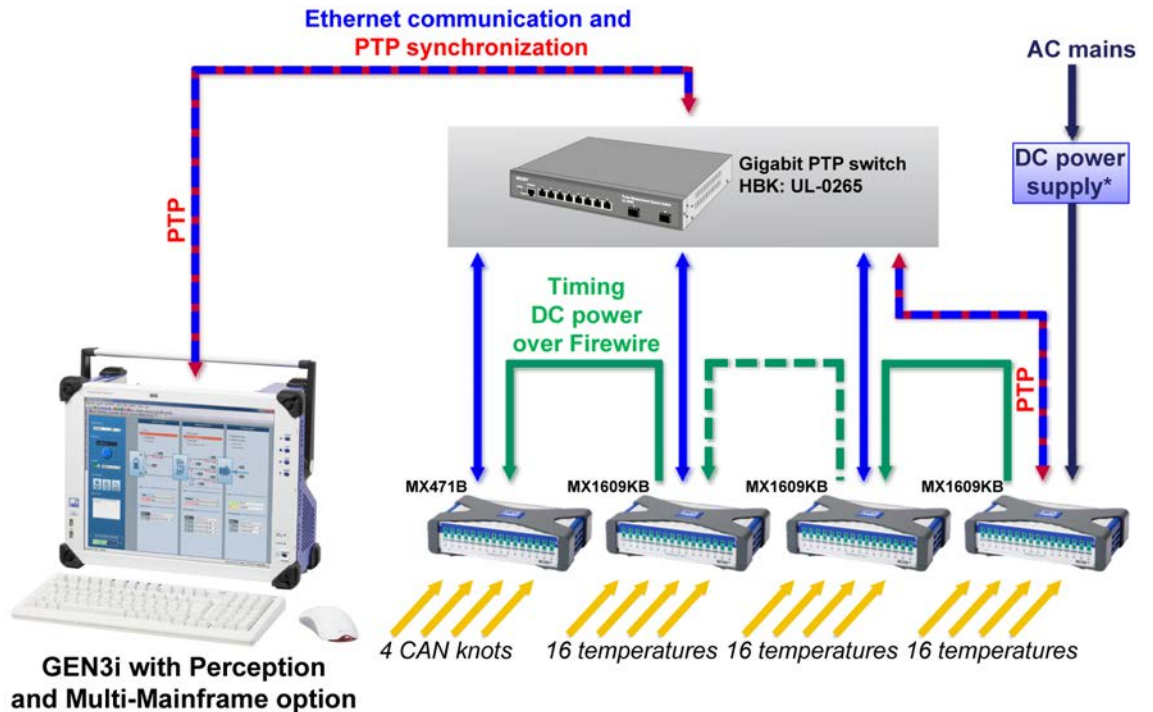 Ethernet communication and
PTP synchronization
AC mains
DC power
supply*
Gigabit PTP switch
HBK: UL-0265
PTP
Timing
DC power
over Firewire
PTP
MX471B
MX1609KB
MX1609KB
MX1609KB
4 CAN knots
16 temperatures
16 temperatures
16 temperatures
GEN3i with Perception
and Multi-Mainframe option